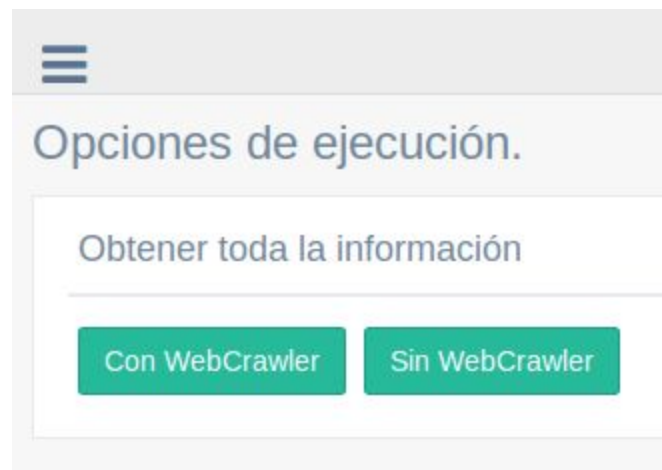 Opciones de ejecución.
Obtener toda la información
Con WebCrawler Sin WebCrawler